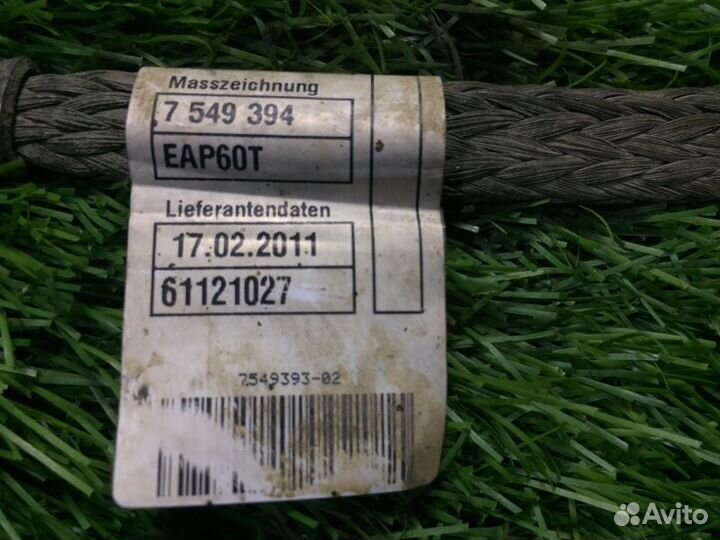 Masszeichnung
7 549 394
EAP60T
Lieferantendaten
17.02.2011
61121027
7549393-02
Avito